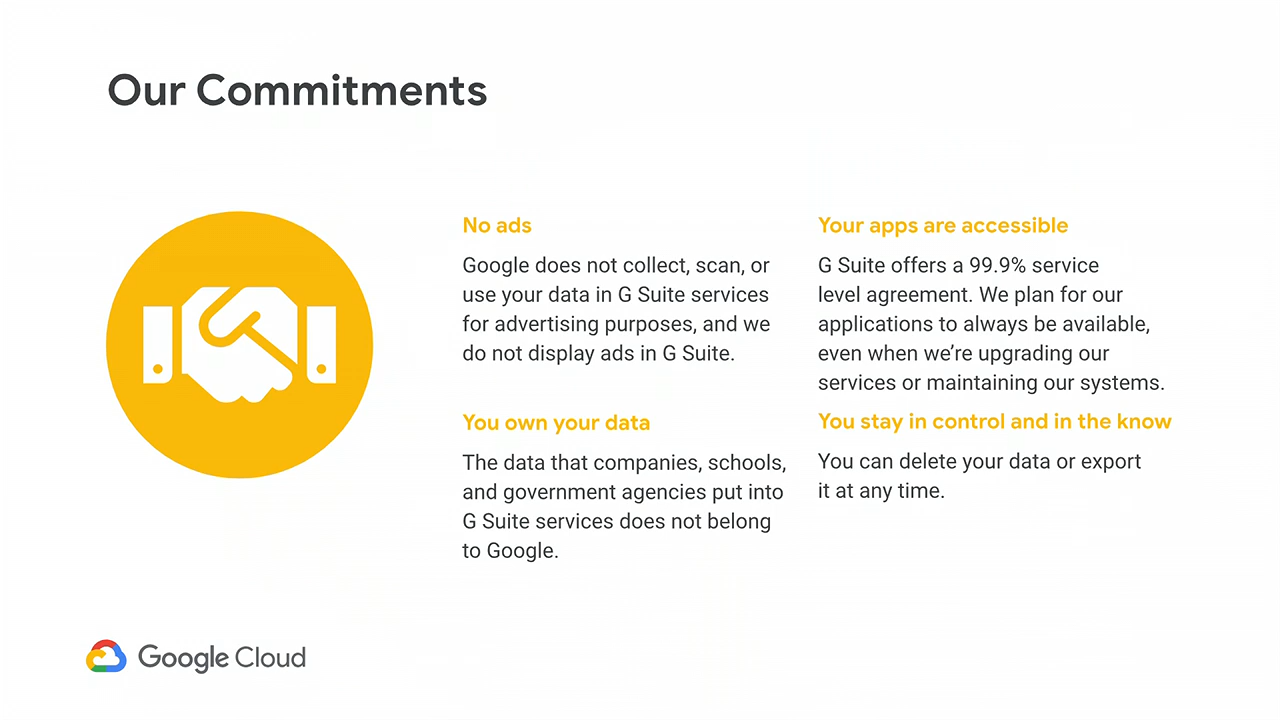 Our Commitments
No ads
Google does not collect, scan, or
use your data in G Suite services
for advertising purposes, and we
do not display ads in G Suite.
You own your data
The data that companies, schools,
and government agencies put into
G Suite services does not belong
to Google.
Your apps are accessible
G Suite offers a 99.9% service
level agreement. We plan for our
applications to always be available,
even when we’re upgrading our
services or maintaining our systems.
You stay in control and in the know
You can delete your data or export
it at any time.
Google Cloud